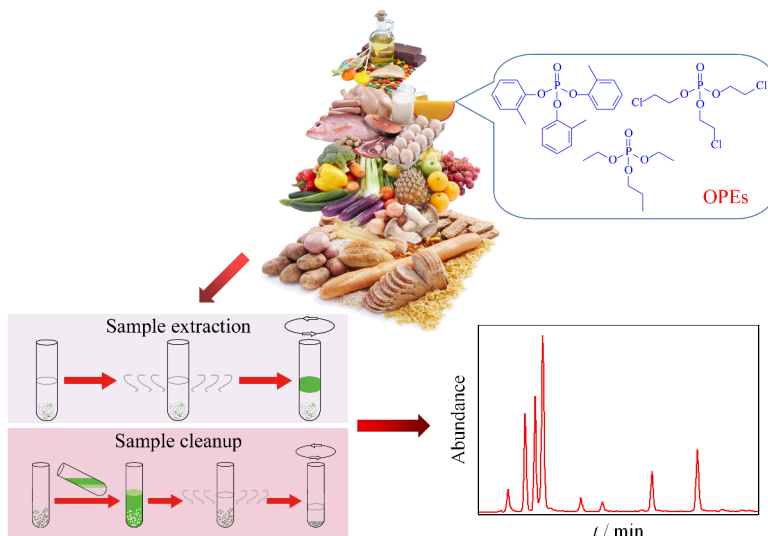 O
P
O
O
O
O
P
O
O
O
Cl
Cl
Cl
O
P
O
O
O
OPEs
Sample extraction
Sample cleanup
Abundance
t / min